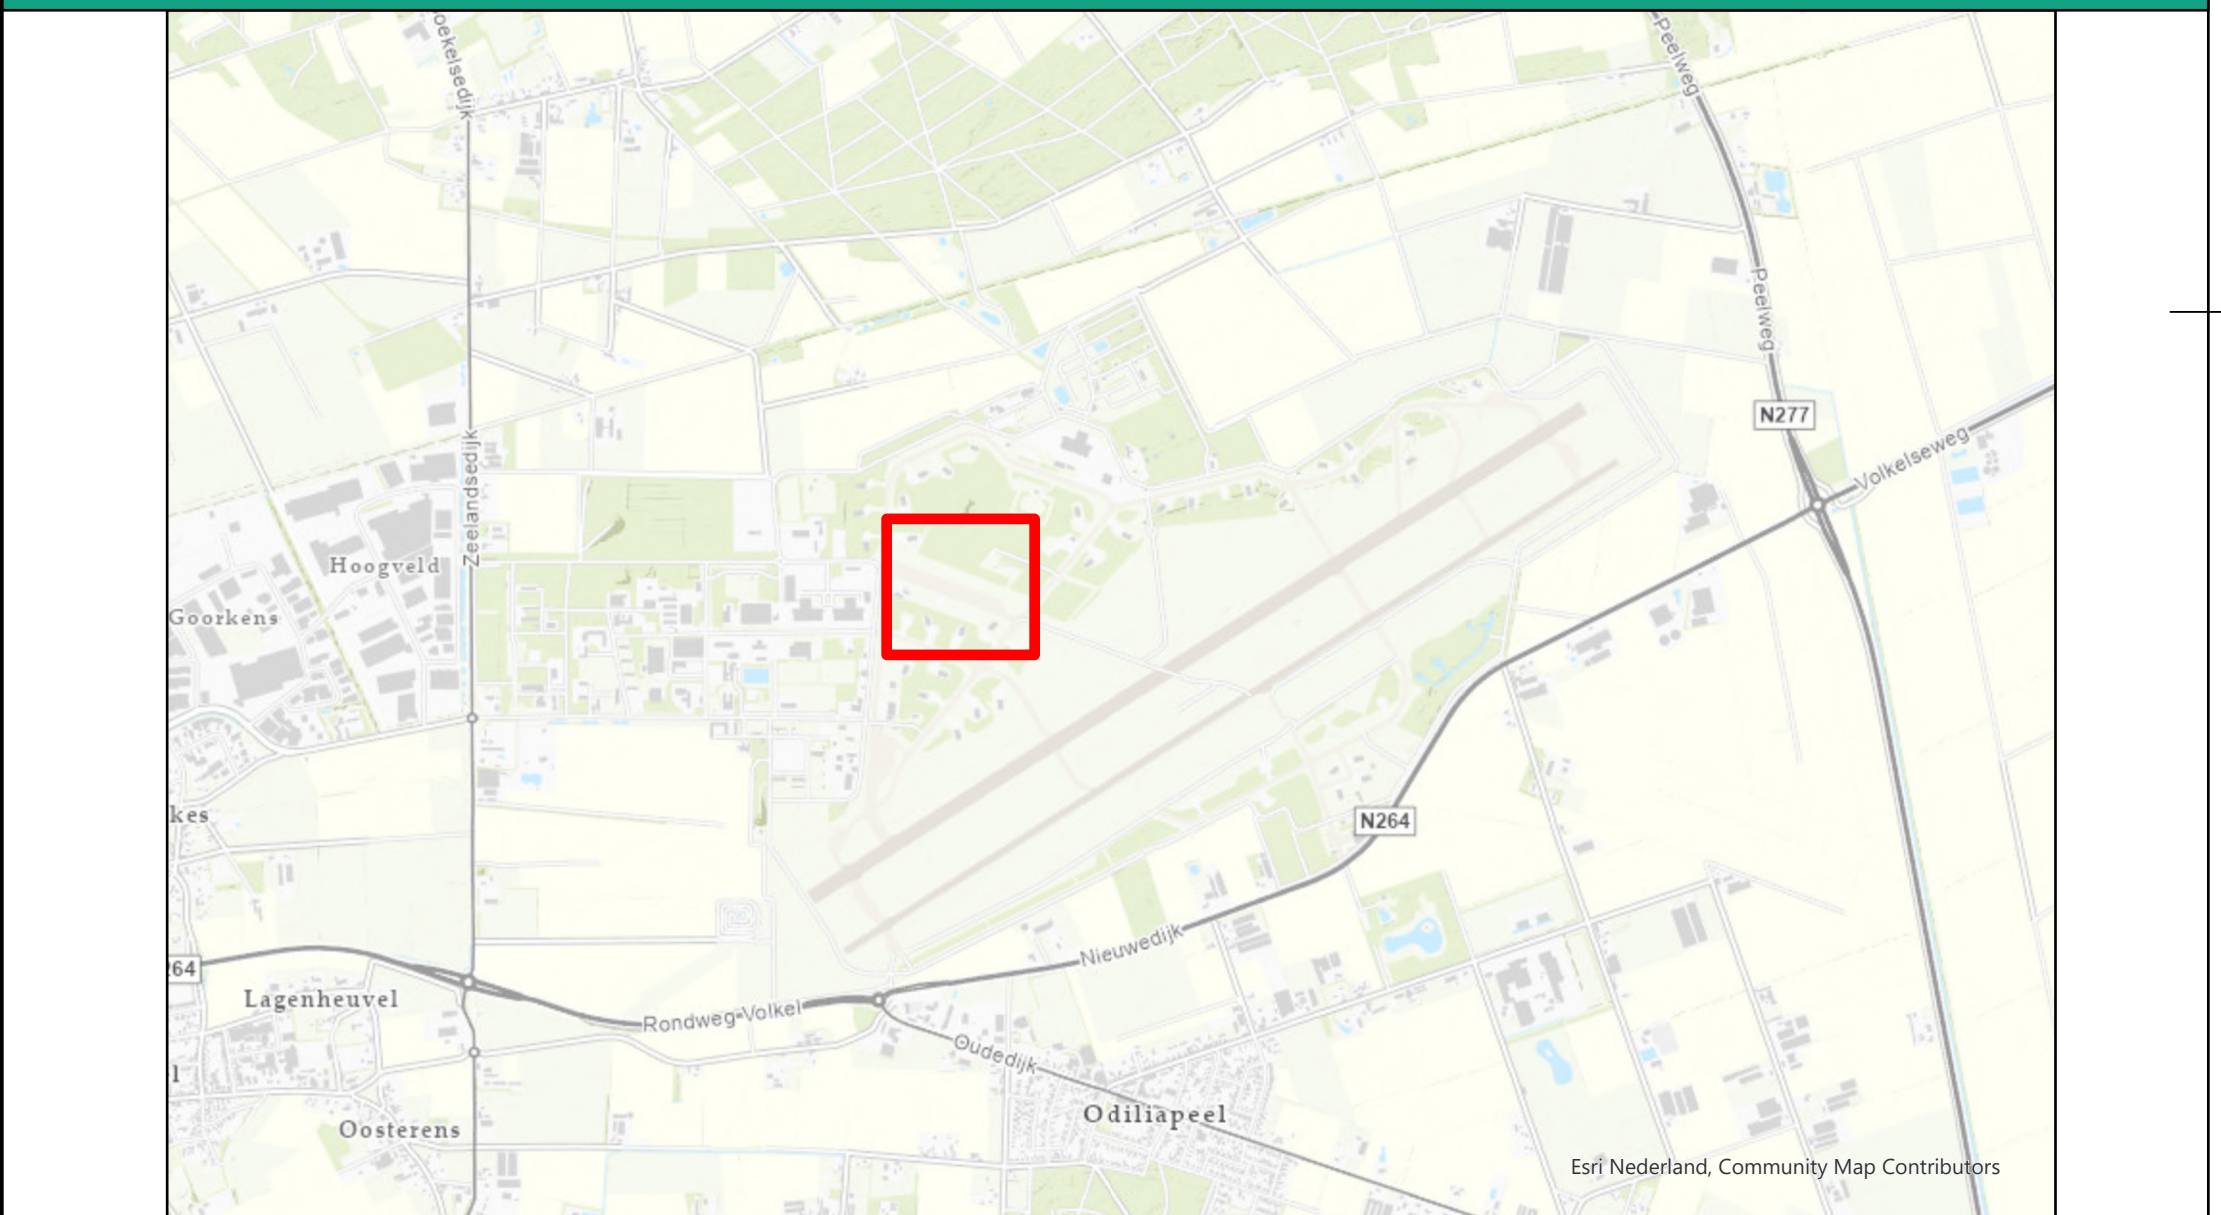 oekelsedijk
Peelweg
Peelweg
N277
Volkelseweg
Zeelandsedijk
Hoogveld
Goorkens
kes
N264
Nieuwedijk
264
Lagenheuvel
Rondweg-Volkel
Oudedijk
l
Odiliapeel
Oosterens
Esri Nederland, Community Map Contributors